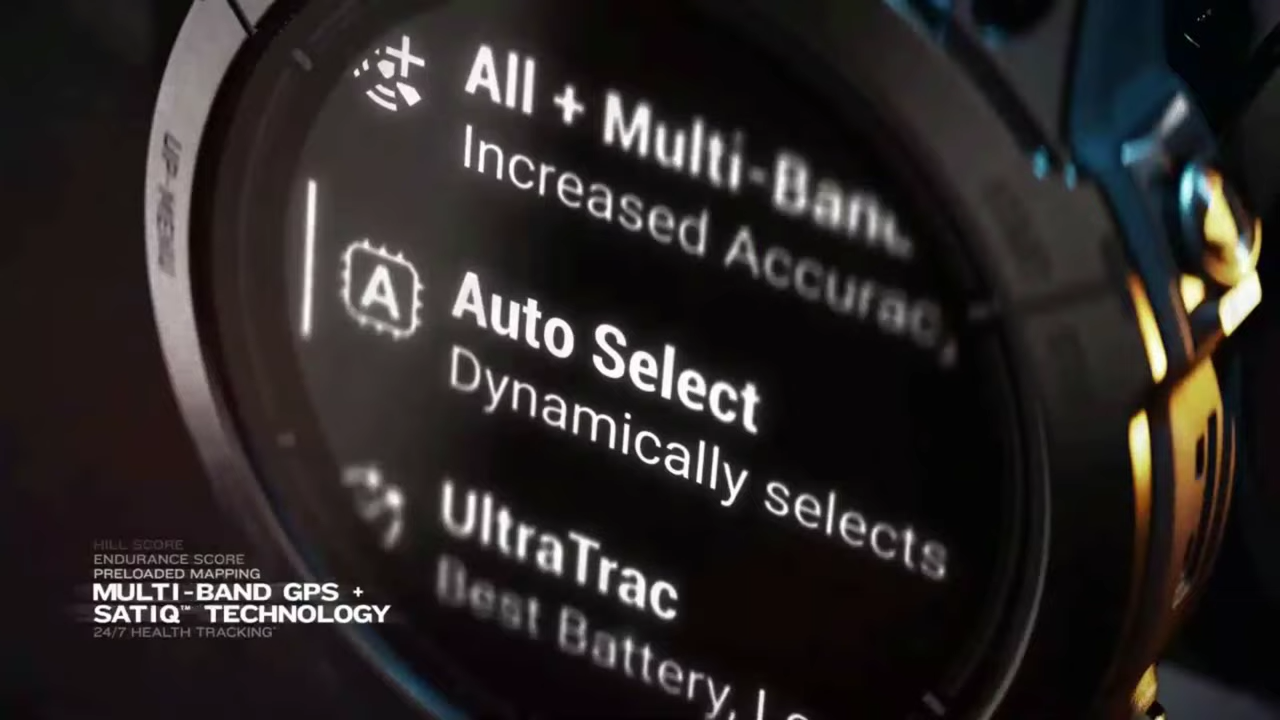 All + Multi-Band
Increased Accurac
A
Auto Select
Dynamically selects
UltraTrac
Best Battery, Lo
HILL SCORE
ENDURANCE SCORE
PRELOADED MAPPING
MULTI-BAND GPS +
SATIQ™ TECHNOLOGY
24/7 HEALTH TRACKING*